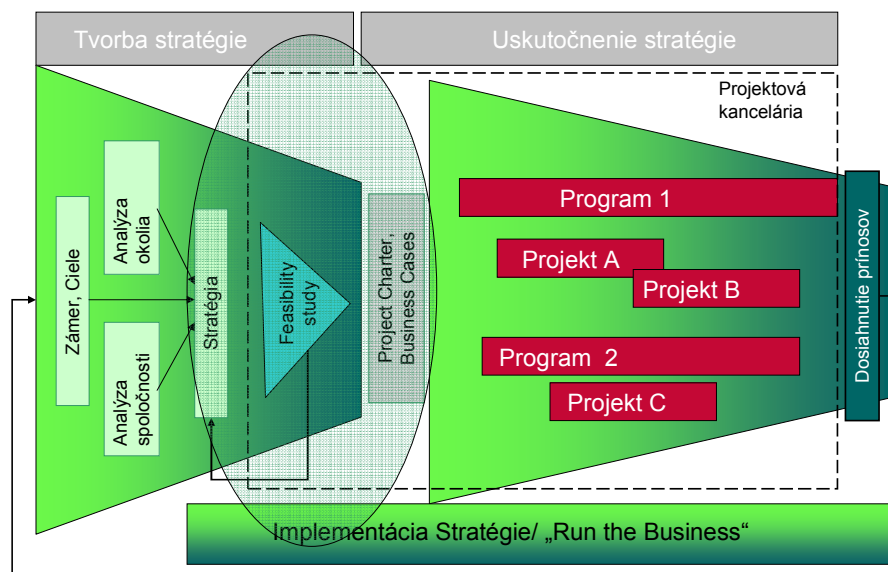 Tvorba stratégie
Uskutočnenie stratégie
Projektová
kancelária
Zámer, Ciele
Analýza
okolia
Analýza
spoločnosti
Stratégia
Feasibility
study
Project Charter,
Business Cases
Program 1
Projekt A
Projekt B
Program 2
Projekt C
Dosiahnutie prínosov
Implementácia Stratégie/ „Run the Business“